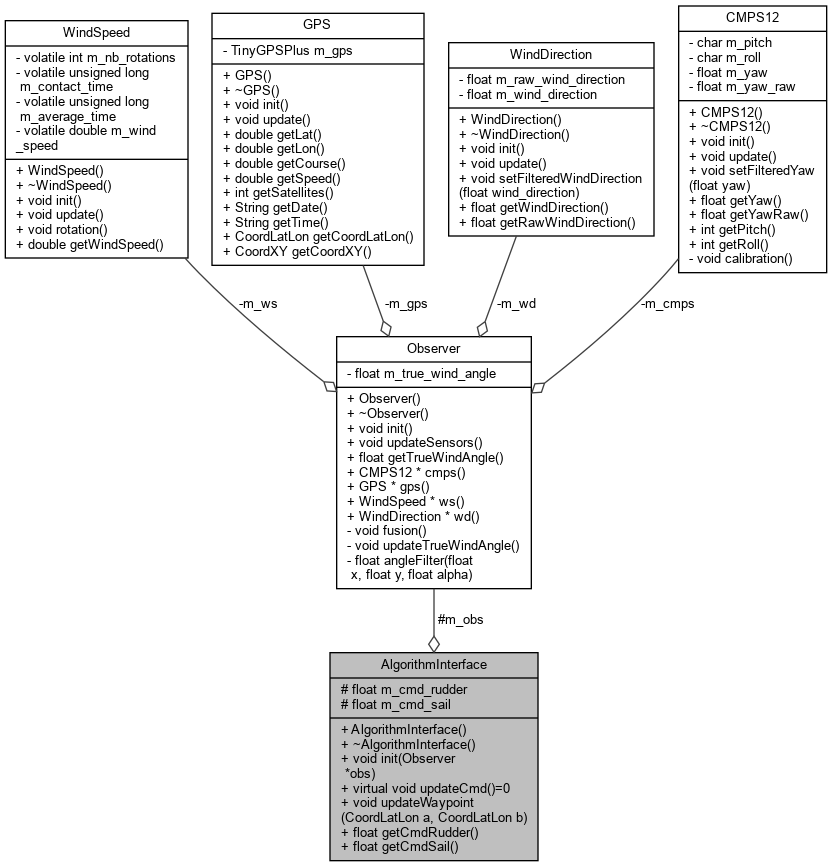 WindSpeed
- volatile int m_nb_rotations
- volatile unsigned long
m_contact_time
- volatile unsigned long
m_average_time
- volatile double m_wind
_speed
+ WindSpeed()
+ ~WindSpeed()
+ void init()
+ void update()
+ void rotation()
+ double getWindSpeed()
GPS
- TinyGPSPlus m_gps
+ GPS()
+ ~GPS()
+ void init()
+ void update()
+ double getLat()
+ double getLon()
+ double getCourse()
+ double getSpeed()
+ int getSatellites()
+ String getDate()
+ String getTime()
+ CoordLatLon getCoordLatLon()
+ CoordXY getCoordXY()
WindDirection
- float m_raw_wind_direction
- float m_wind_direction
+ WindDirection()
+ ~WindDirection()
+ void init()
+ void update()
+ void setFilteredWindDirection
(float wind_direction)
+ float getWindDirection()
+ float getRawWindDirection()
CMPS12
- char m_pitch
- char m_roll
- float m_yaw
- float m_yaw_raw
+ CMPS12()
+ ~CMPS12()
+ void init()
+ void update()
+ void setFilteredYaw
(float yaw)
+ float getYaw()
+ float getYawRaw()
+ int getPitch()
+ int getRoll()
- void calibration()
-m_ws
-m_gps
-m_wd
-m_cmps
Observer
- float m_true_wind_angle
+ Observer()
+ ~Observer()
+ void init()
+ void updateSensors()
+ float getTrueWindAngle()
+ CMPS12 * cmps()
+ GPS * gps()
+ WindSpeed * ws()
+ WindDirection * wd()
- void fusion()
- void updateTrueWindAngle()
- float angleFilter(float
x, float y, float alpha)
#m_obs
AlgorithmInterface
# float m_cmd_rudder
# float m_cmd_sail
+ AlgorithmInterface()
+ ~AlgorithmInterface()
+ void init(Observer
*obs)
+ virtual void updateCmd()=0
+ void updateWaypoint
(CoordLatLon a, CoordLatLon b)
+ float getCmdRudder()
+ float getCmdSail()